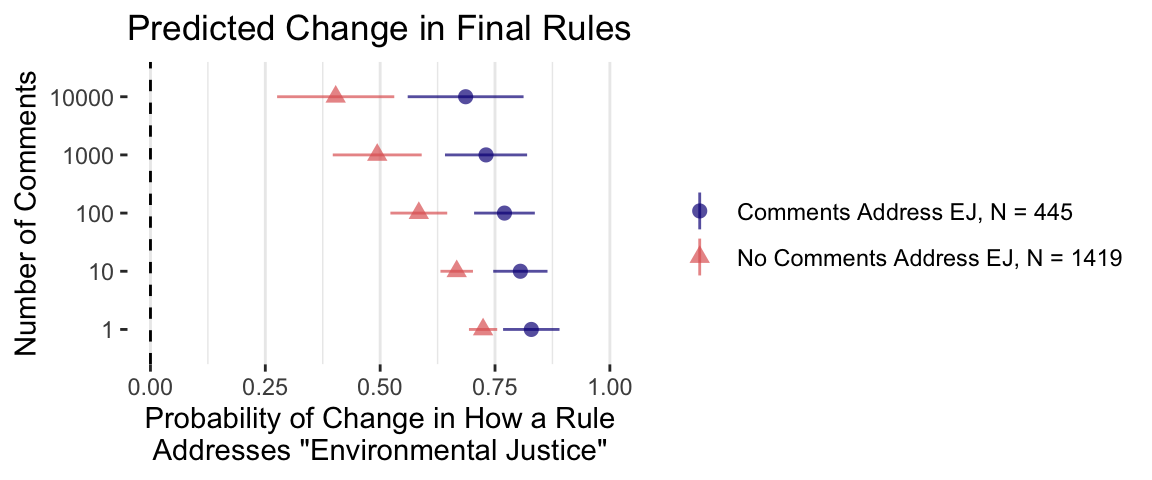 Predicted Change in Final Rules
Number of Comments
10000
1000
100
10
1
0.00 0.25 0.50 0.75 1.00
Probability of Change in How a Rule
Addresses "Environmental Justice"
Comments Address EJ, N = 445
No Comments Address EJ, N = 1419